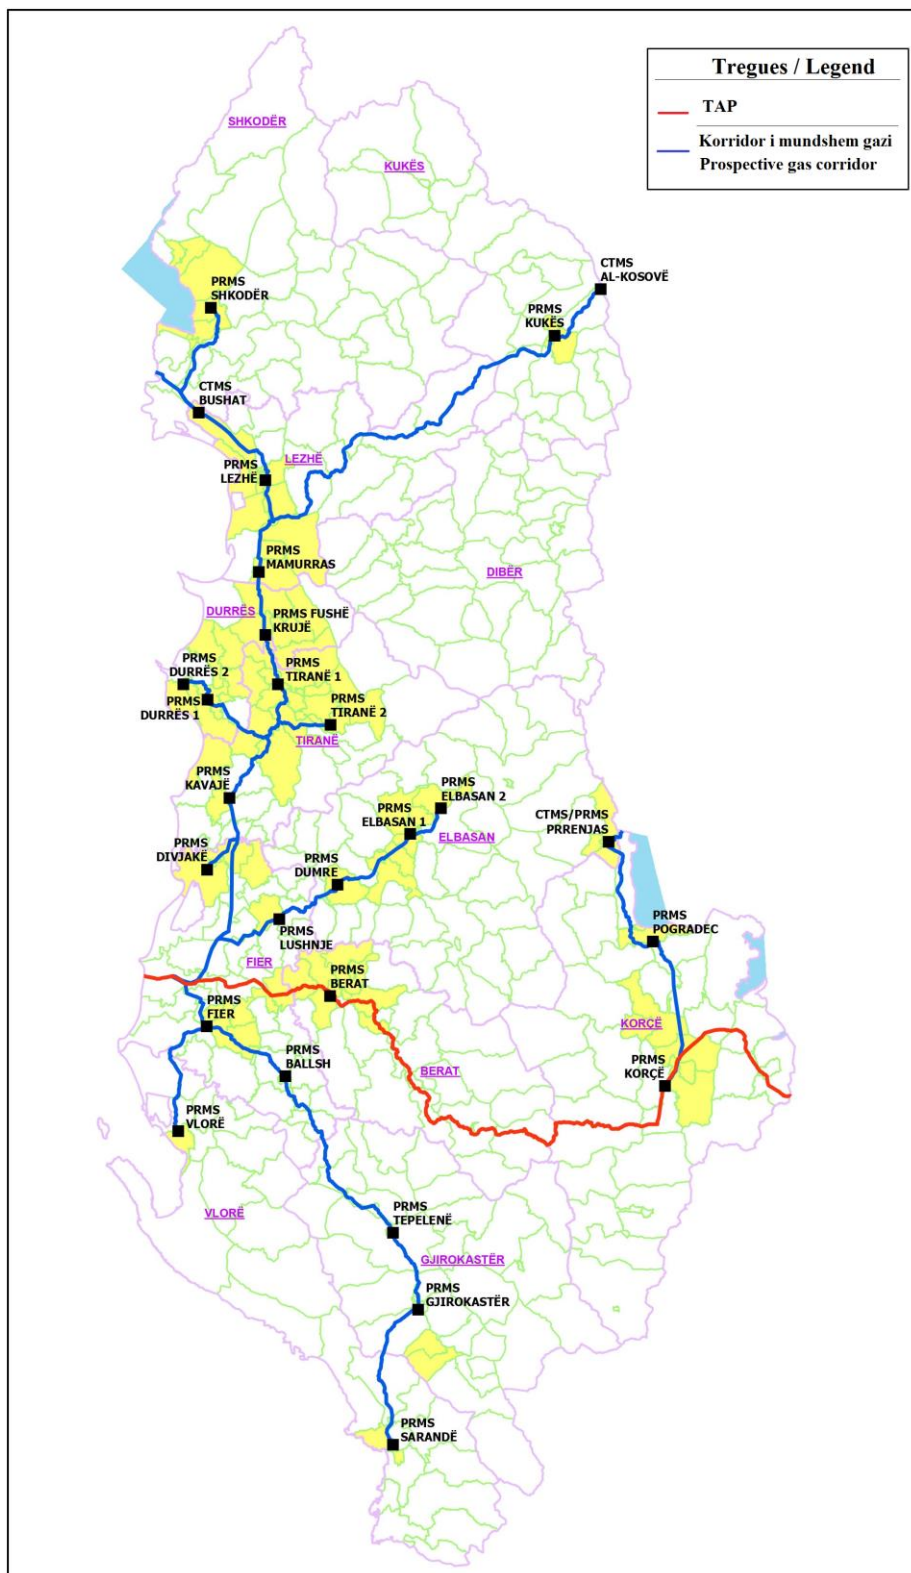 Tregues / Legend
TAP
Korridor i mundshem gazi
Prospective gas corridor
SHKODËR
KUKËS
CTMS
AL-KOSOVË
PRMS
SHKODËR
PRMS
KUKËS
CTMS
BUSHAT
LEZHË
PRMS
LEZHË
PRMS
MAMURRAS
DIBËR
DURRËS
PRMS FUSHË
KRUJË
PRMS
DURRËS 2
PRMS
TIRANË 1
PRMS
DURRËS 1
PRMS
TIRANË 2
TIRANË
PRMS
KAVAJË
PRMS
ELBASAN 2
PRMS
ELBASAN 1
CTMS/PRMS
PRRENJAS
ELBASAN
PRMS
DIVJAKË
PRMS
DUMRE
PRMS
LUSHNJE
PRMS
POGRADEC
FIER
PRMS
BERAT
PRMS
FIER
KORÇË
PRMS
BALLSH
BERAT
PRMS
KORÇË
PRMS
VLORË
VLORË
PRMS
TEPELENË
GJIROKASTËR
PRMS
GJIROKASTËR
PRMS
SARANDË